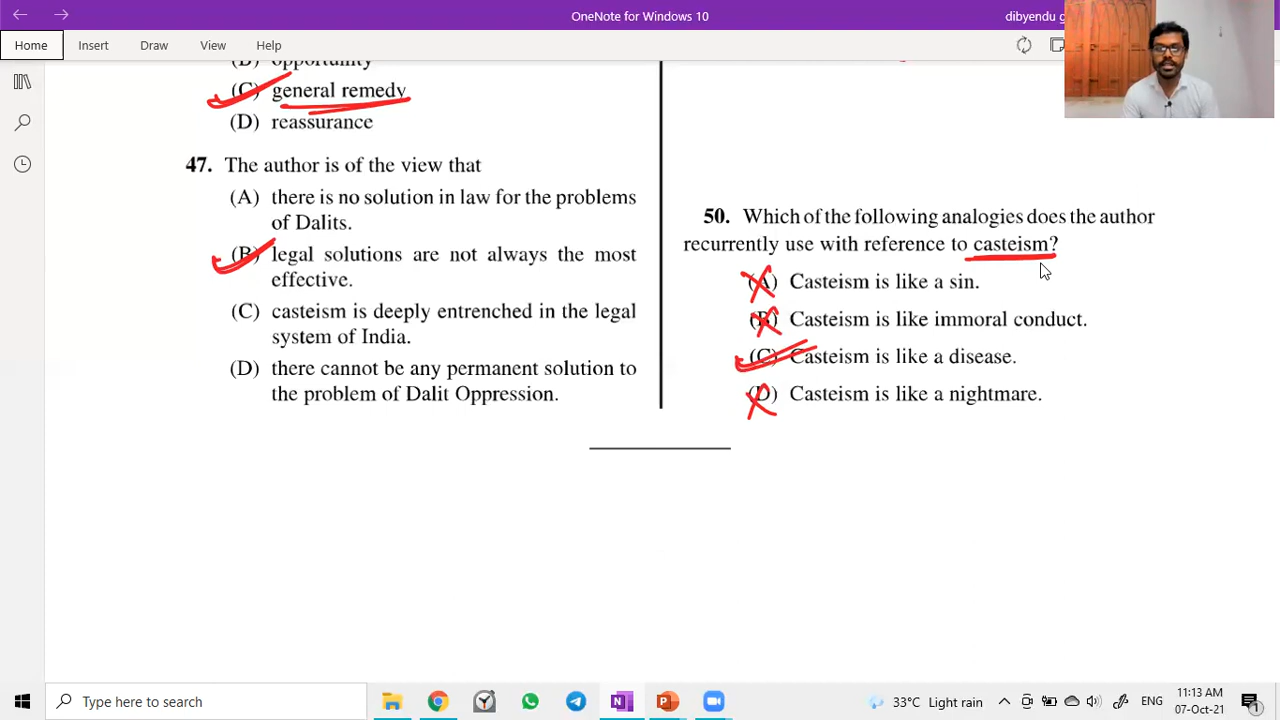 OneNote for Windows 10
dibyendu g
Home
Insert
Draw
View
Help
(B) opportunity
(C) general remedy
(D) reassurance
47. The author is of the view that
(A) there is no solution in law for the problems
of Dalits.
(B) legal solutions are not always the most
effective.
(C) casteism is deeply entrenched in the legal
system of India.
(D) there cannot be any permanent solution to
the problem of Dalit Oppression.
50. Which of the following analogies does the author
recurrently use with reference to casteism?
(A) Casteism is like a sin.
(B) Casteism is like immoral conduct.
(C) Casteism is like a disease.
(D) Casteism is like a nightmare.
Type here to search
33°C Light rain
ENG
11:13 AM
07-Oct-21
1